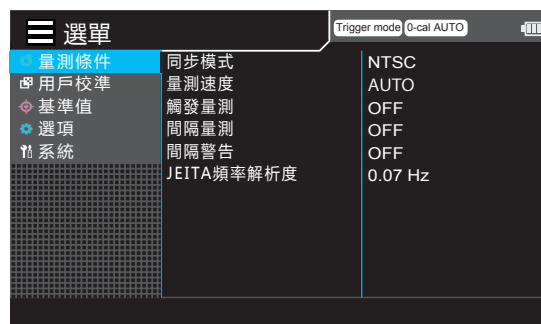 選單
Trigger mode 0-cal AUTO
量測條件 同步模式 NTSC
用戶校準 量測速度 AUTO
基準值 觸發量測 OFF
選項 間隔量測 OFF
系統 間隔警告 OFF
JEITA頻率解析度 0.07 Hz